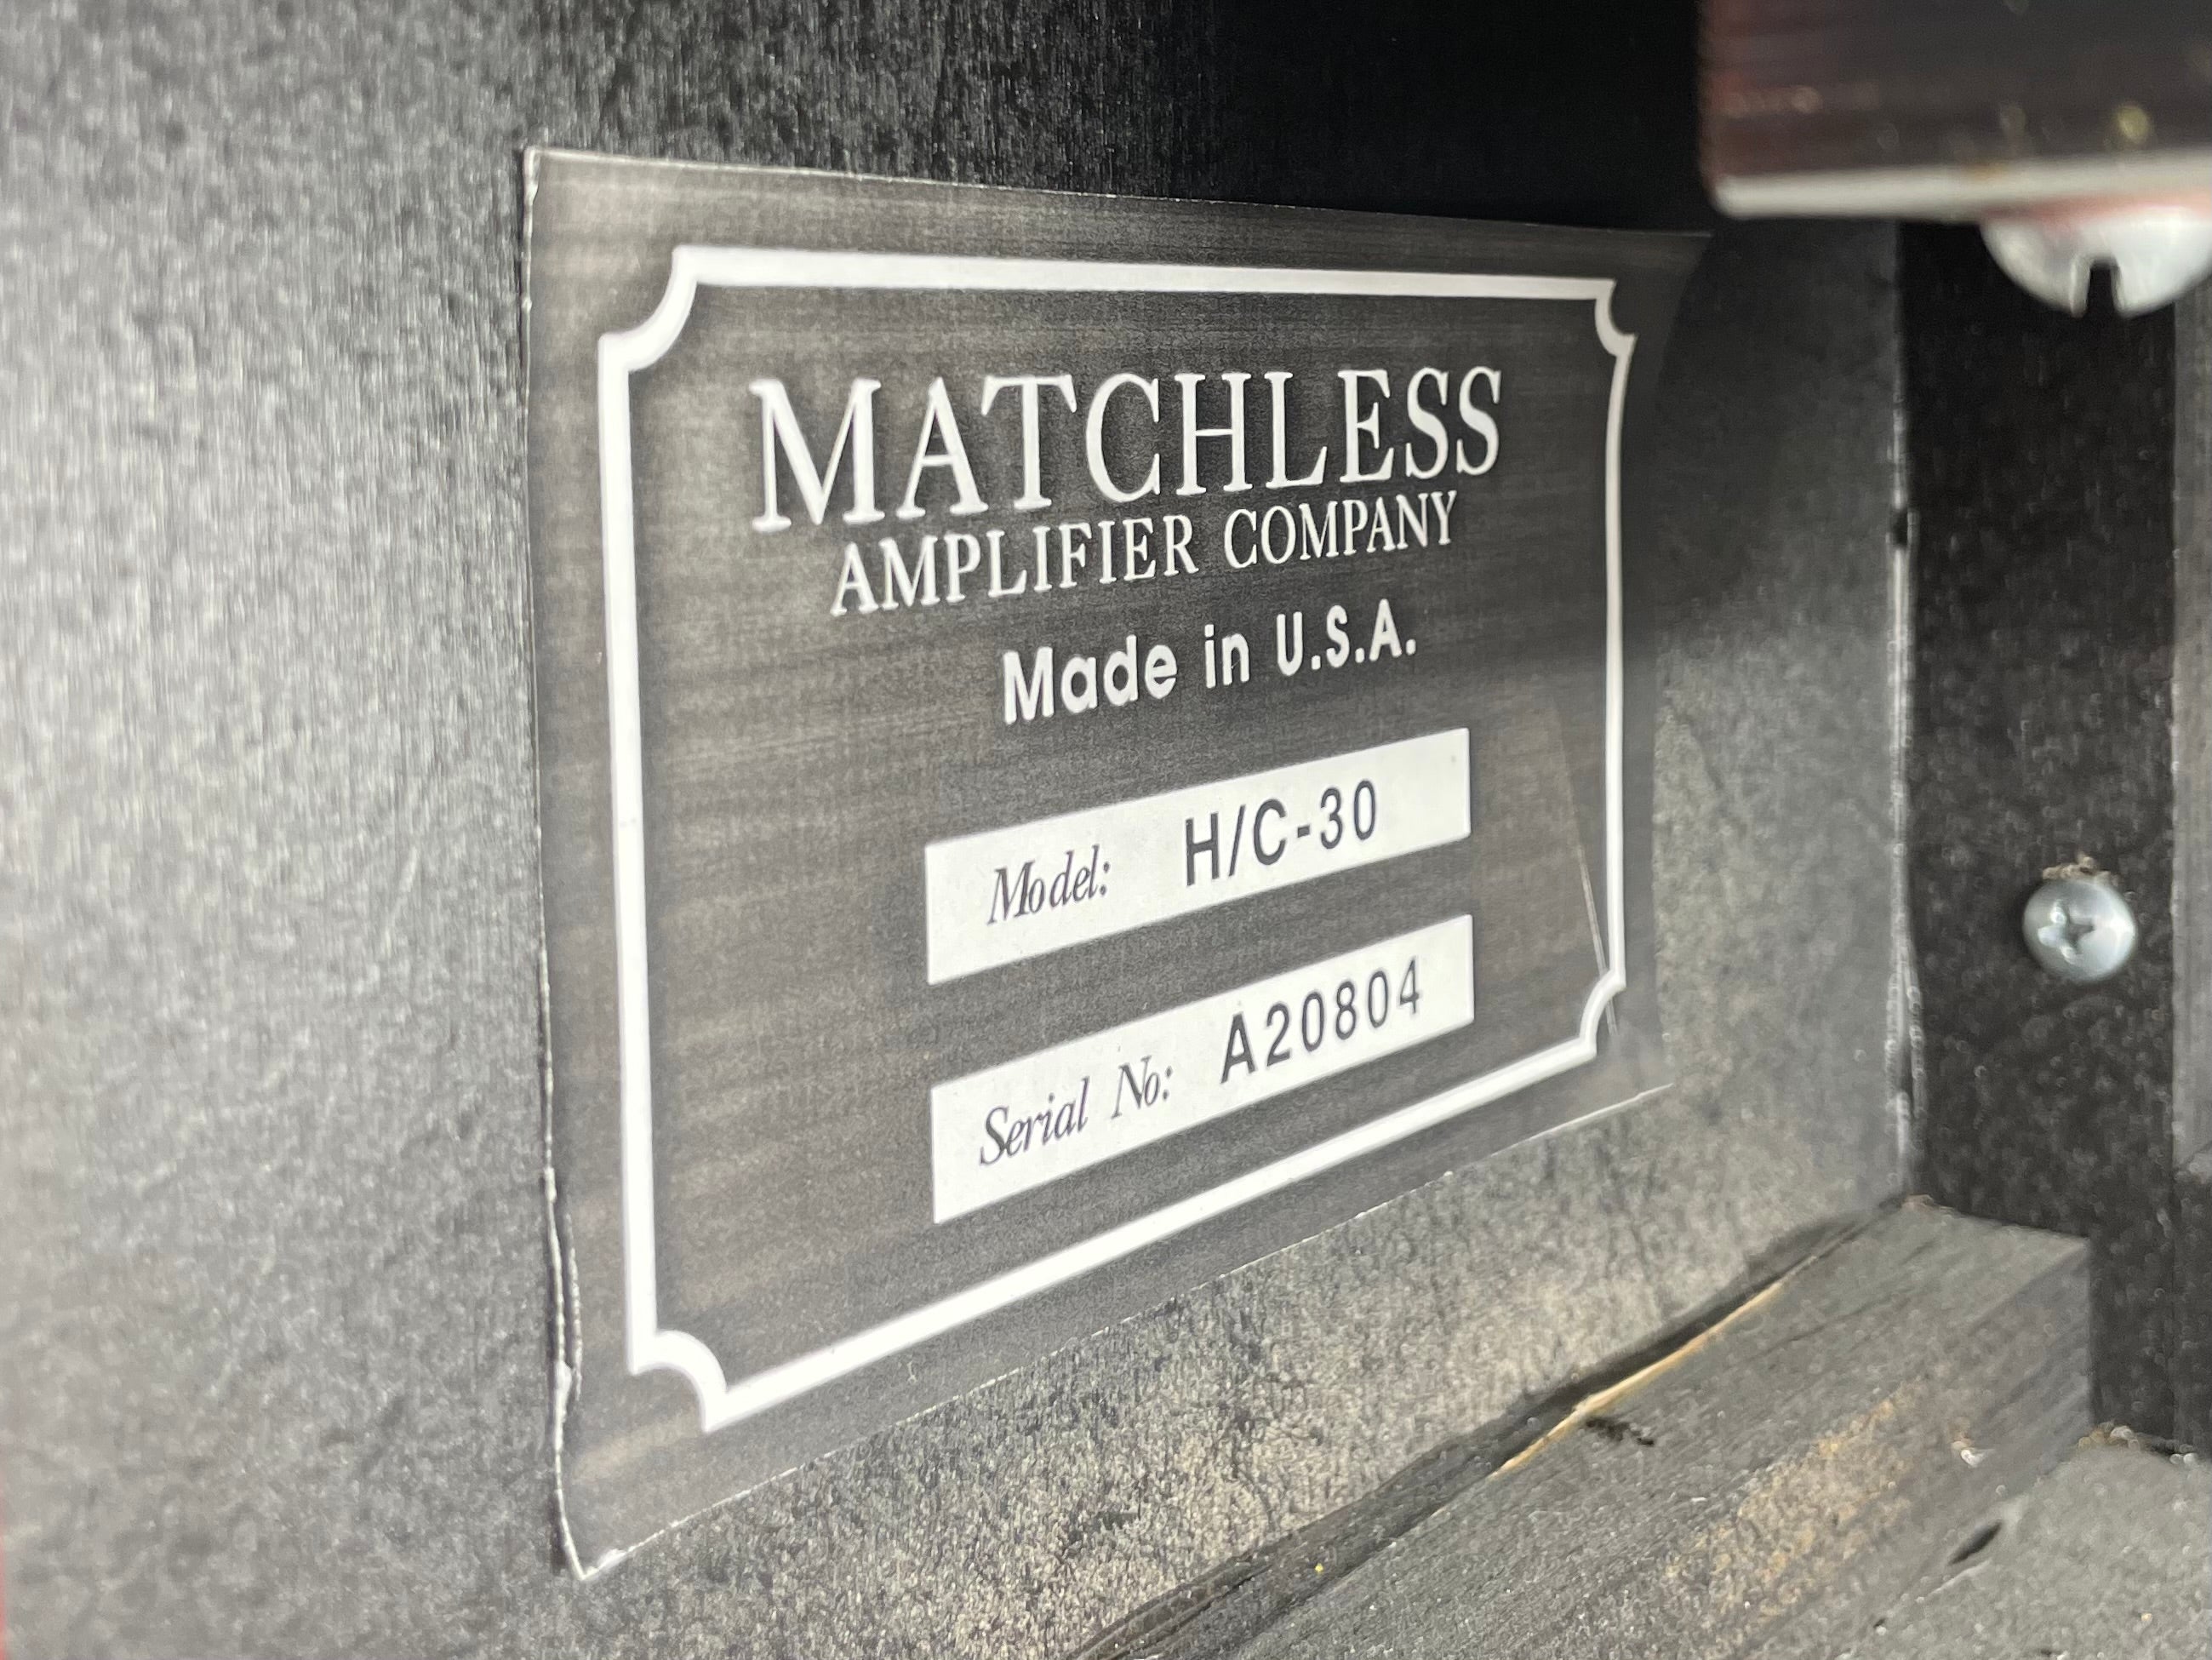 MATCHLESS
AMPLIFIER COMPANY
Made in U.S.A.
Model: H/C-30
Serial No: A20804